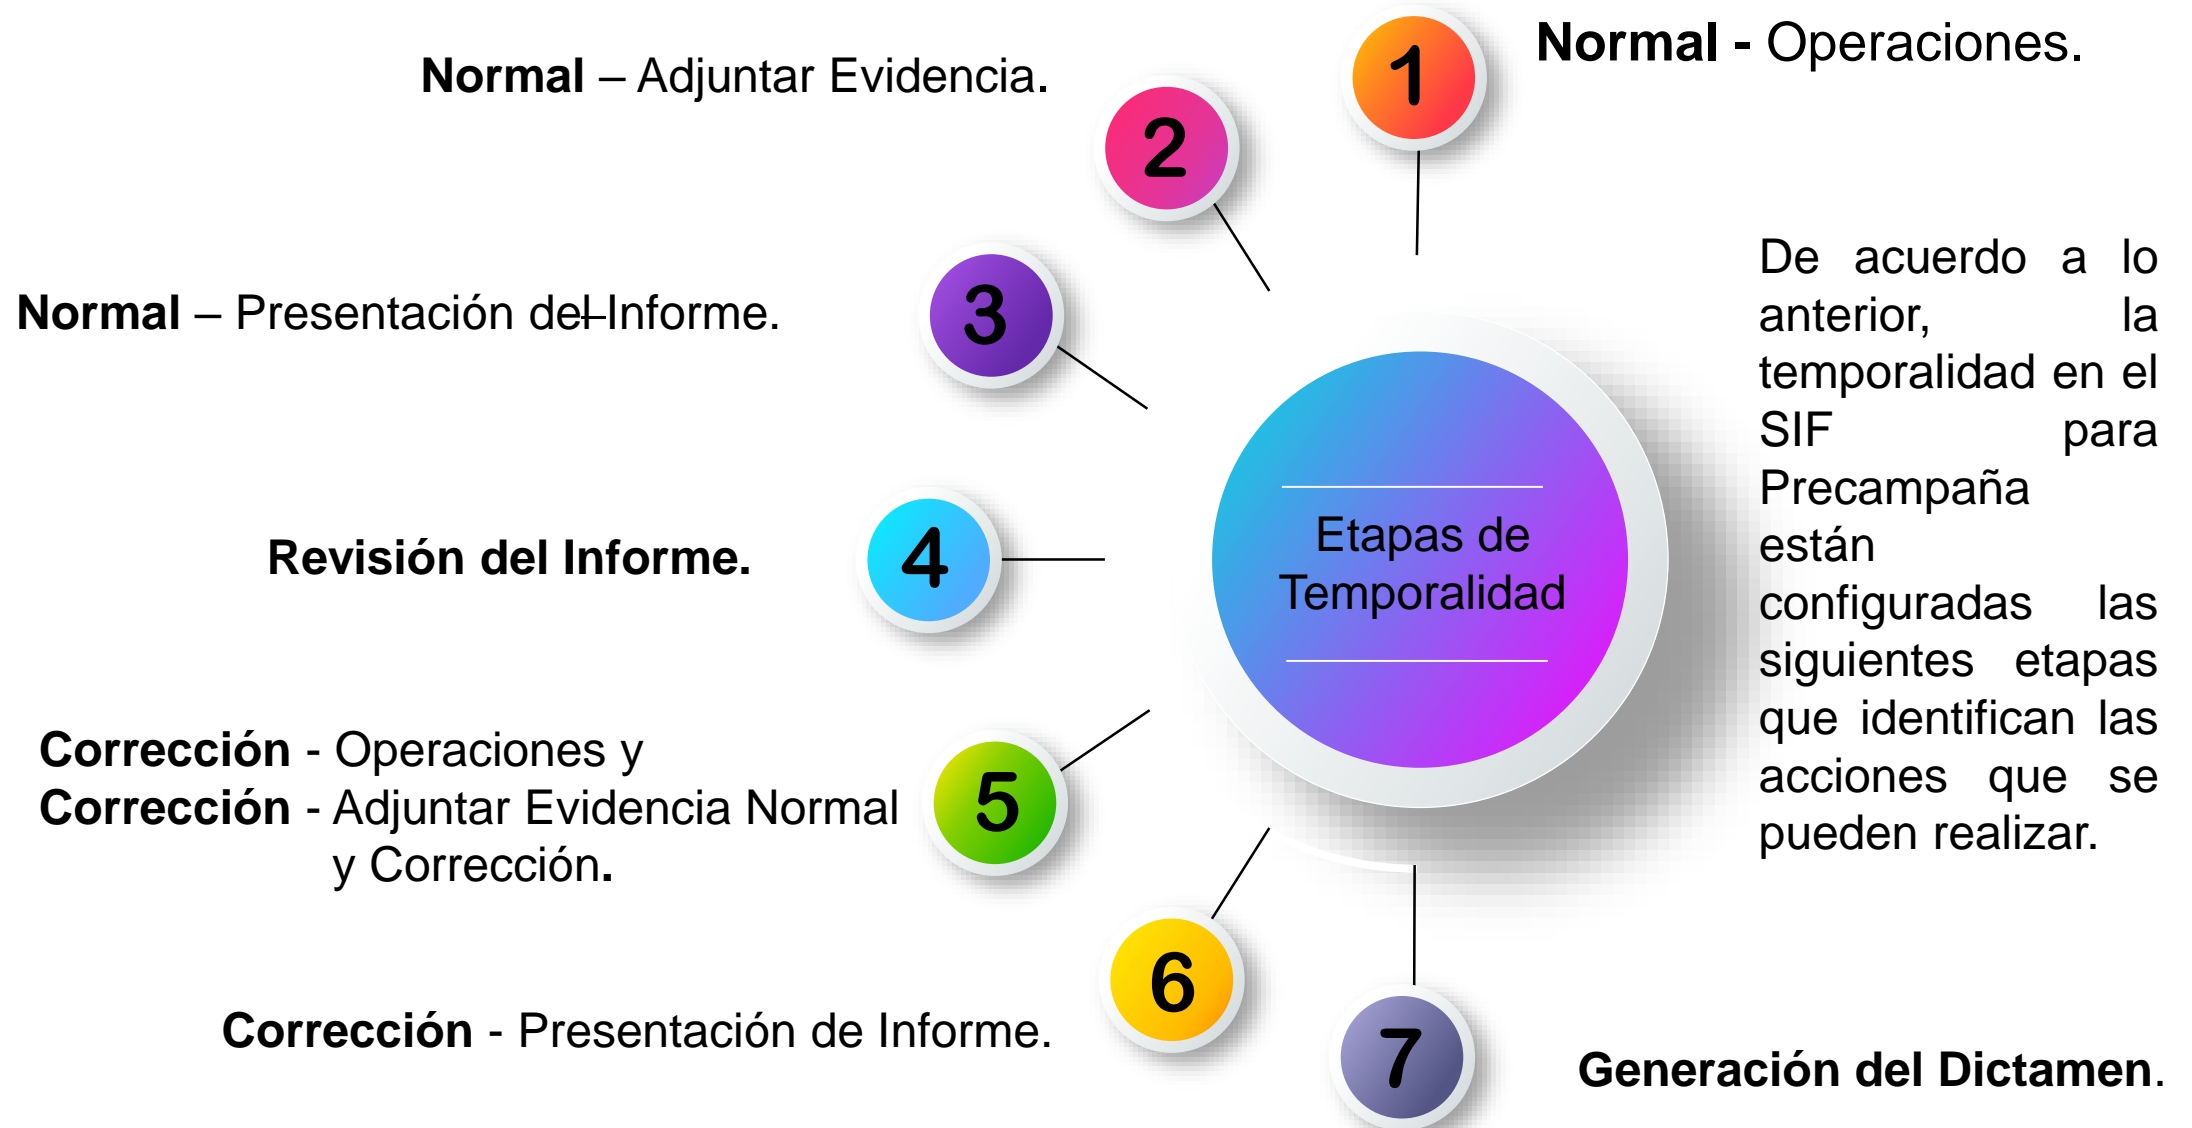 1
Normal - Operaciones.
2
Normal – Adjuntar Evidencia.
3
Normal – Presentación del Informe.
4
Revisión del Informe.
5
Corrección - Operaciones y
Corrección - Adjuntar Evidencia Normal
y Corrección.
6
Corrección - Presentación de Informe.
7
Generación del Dictamen.
Etapas de
Temporalidad
De acuerdo a lo
anterior, la
temporalidad en el
SIF para
Precampaña
están
configuradas las
siguientes etapas
que identifican las
acciones que se
pueden realizar.